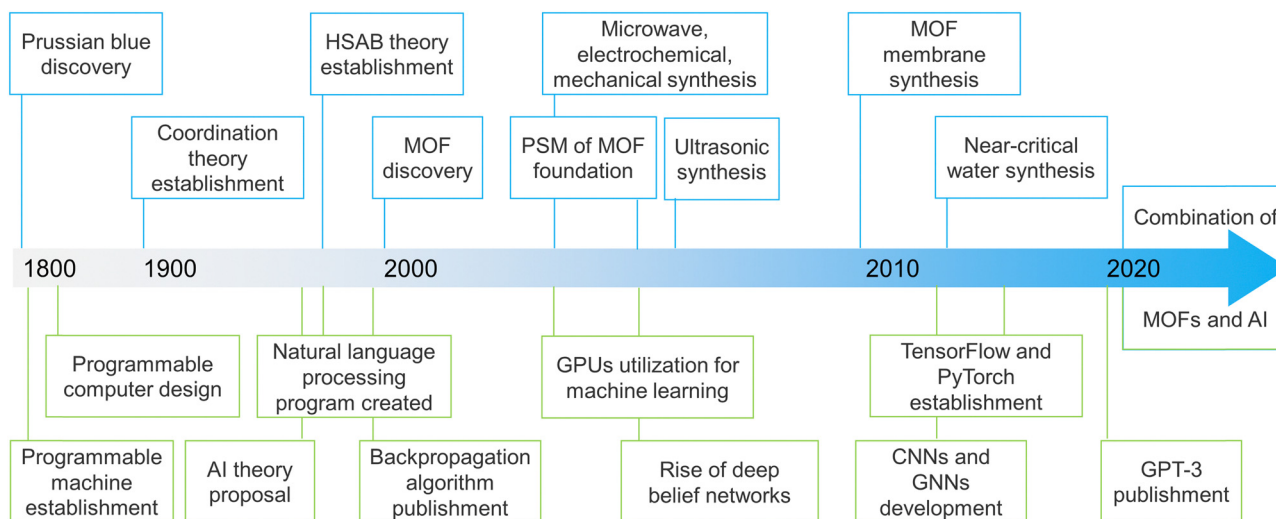 Prussian blue
discovery
HSAB theory
establishment
Microwave,
electrochemical,
mechanical synthesis
MOF
membrane
synthesis
Coordination
theory
establishment
MOF
discovery
PSM of MOF
foundation
Ultrasonic
synthesis
Near-critical
water synthesis
Combination of
1800
1900
2000
2010
2020
MOFs and AI
Programmable
computer design
Natural language
processing
program created
GPUs utilization for
machine learning
TensorFlow and
PyTorch
establishment
Programmable
machine
establishment
AI theory
proposal
Backpropagation
algorithm
publishment
Rise of deep
belief networks
CNNs and
GNNs
development
GPT-3
publishment